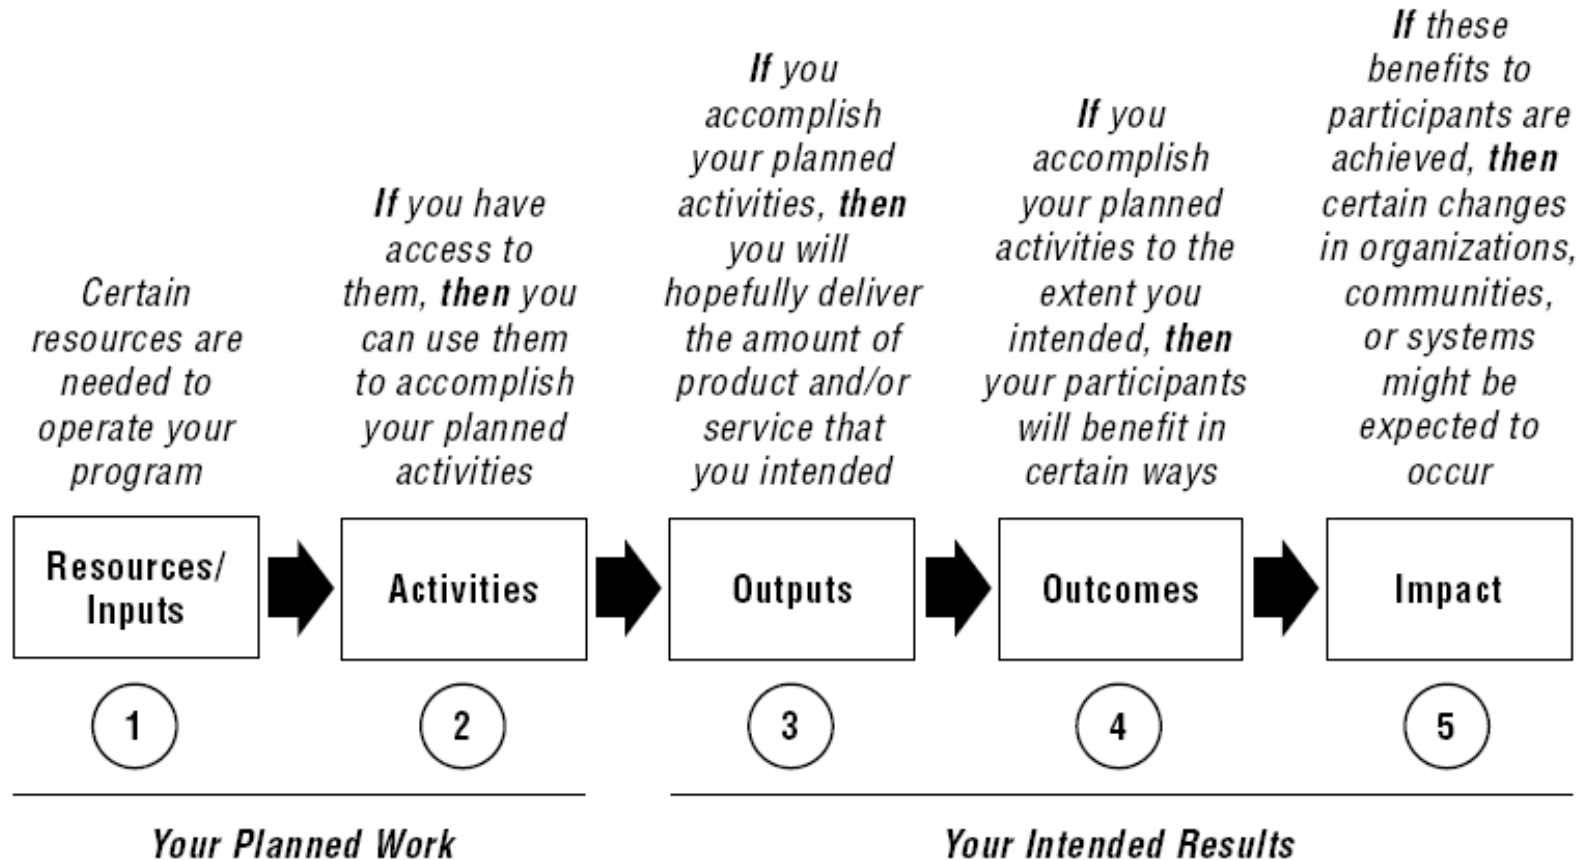 Certain
resources are
needed to
operate your
program
If you have
access to
them, then you
can use them
to accomplish
your planned
activities
If you
accomplish
your planned
activities, then
you will
hopefully deliver
the amount of
product and/or
service that
you intended
If you
accomplish
your planned
activities to the
extent you
intended, then
your participants
will benefit in
certain ways
If these
benefits to
participants are
achieved, then
certain changes
in organizations,
communities,
or systems
might be
expected to
occur
Resources/
Inputs
Activities
Outputs
Outcomes
Impact
1
2
3
4
5
Your Planned Work
Your Intended Results